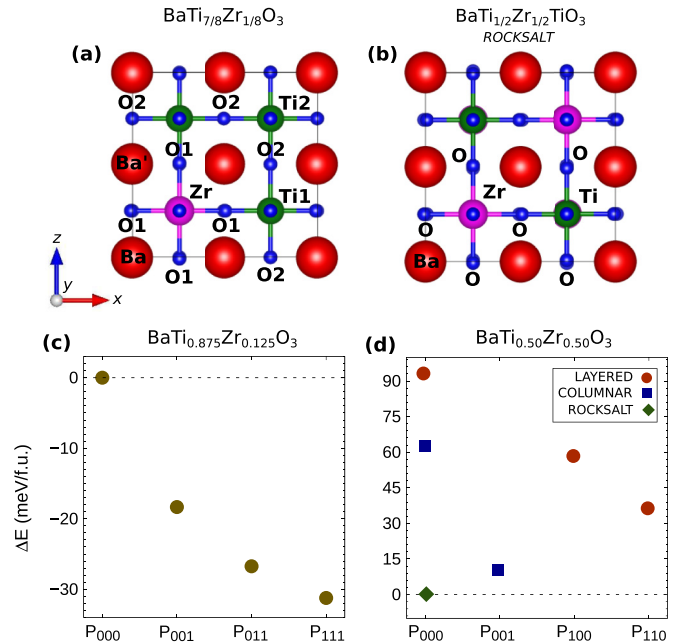 BaTi7/8Zr1/8O3
BaTi1/2Zr1/2TiO3
ROCKSALT
(a)
(b)
O2 O2 Ti2
O1 O2
O O
Ba'
Zr Ti1
Zr Ti
O1 O1
O O
Ba O1 O2
Ba O O
z
y
x
(c) BaTi0.875Zr0.125O3
(d) BaTi0.50Zr0.50O3
ΔE (meV/f.u.)
0
−10
−20
−30
P000 P001 P011 P111
LAYERED
COLUMNAR
ROCKSALT
90
75
60
45
30
15
0
P000 P001 P100 P110